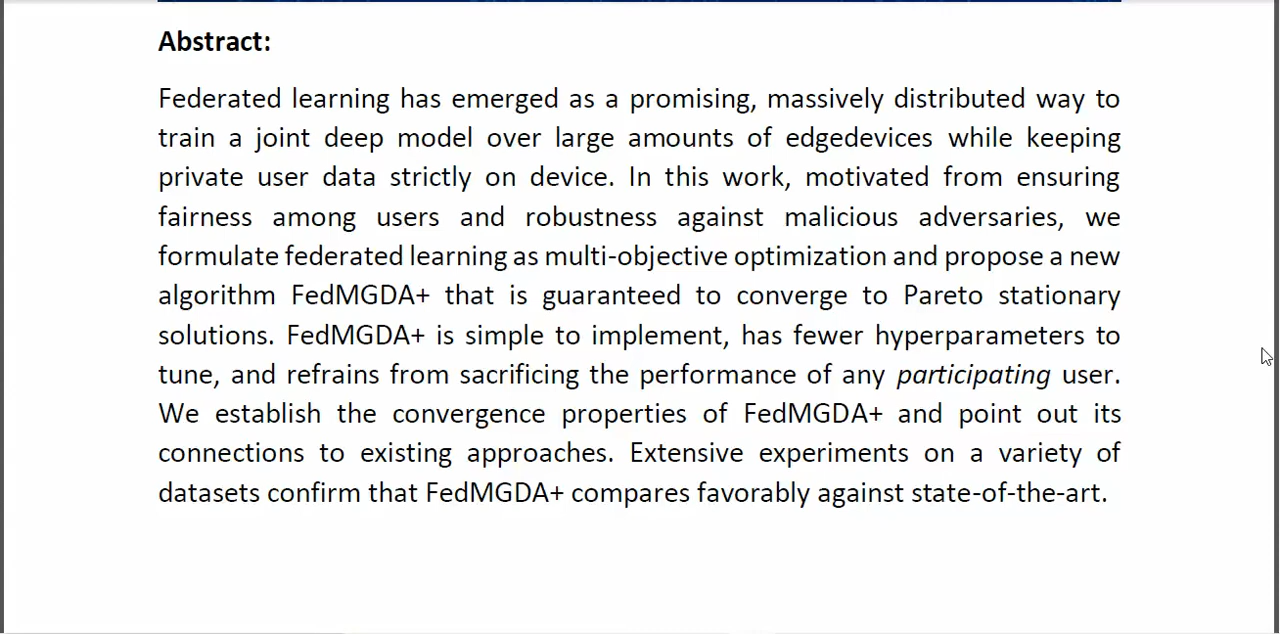 Abstract:
Federated learning has emerged as a promising, massively distributed way to
train a joint deep model over large amounts of edgedevices while keeping
private user data strictly on device. In this work, motivated from ensuring
fairness among users and robustness against malicious adversaries, we
formulate federated learning as multi-objective optimization and propose a new
algorithm FedMGDA+ that is guaranteed to converge to Pareto stationary
solutions. FedMGDA+ is simple to implement, has fewer hyperparameters to
tune, and refrains from sacrificing the performance of any participating user.
We establish the convergence properties of FedMGDA+ and point out its
connections to existing approaches. Extensive experiments on a variety of
datasets confirm that FedMGDA+ compares favorably against state-of-the-art.